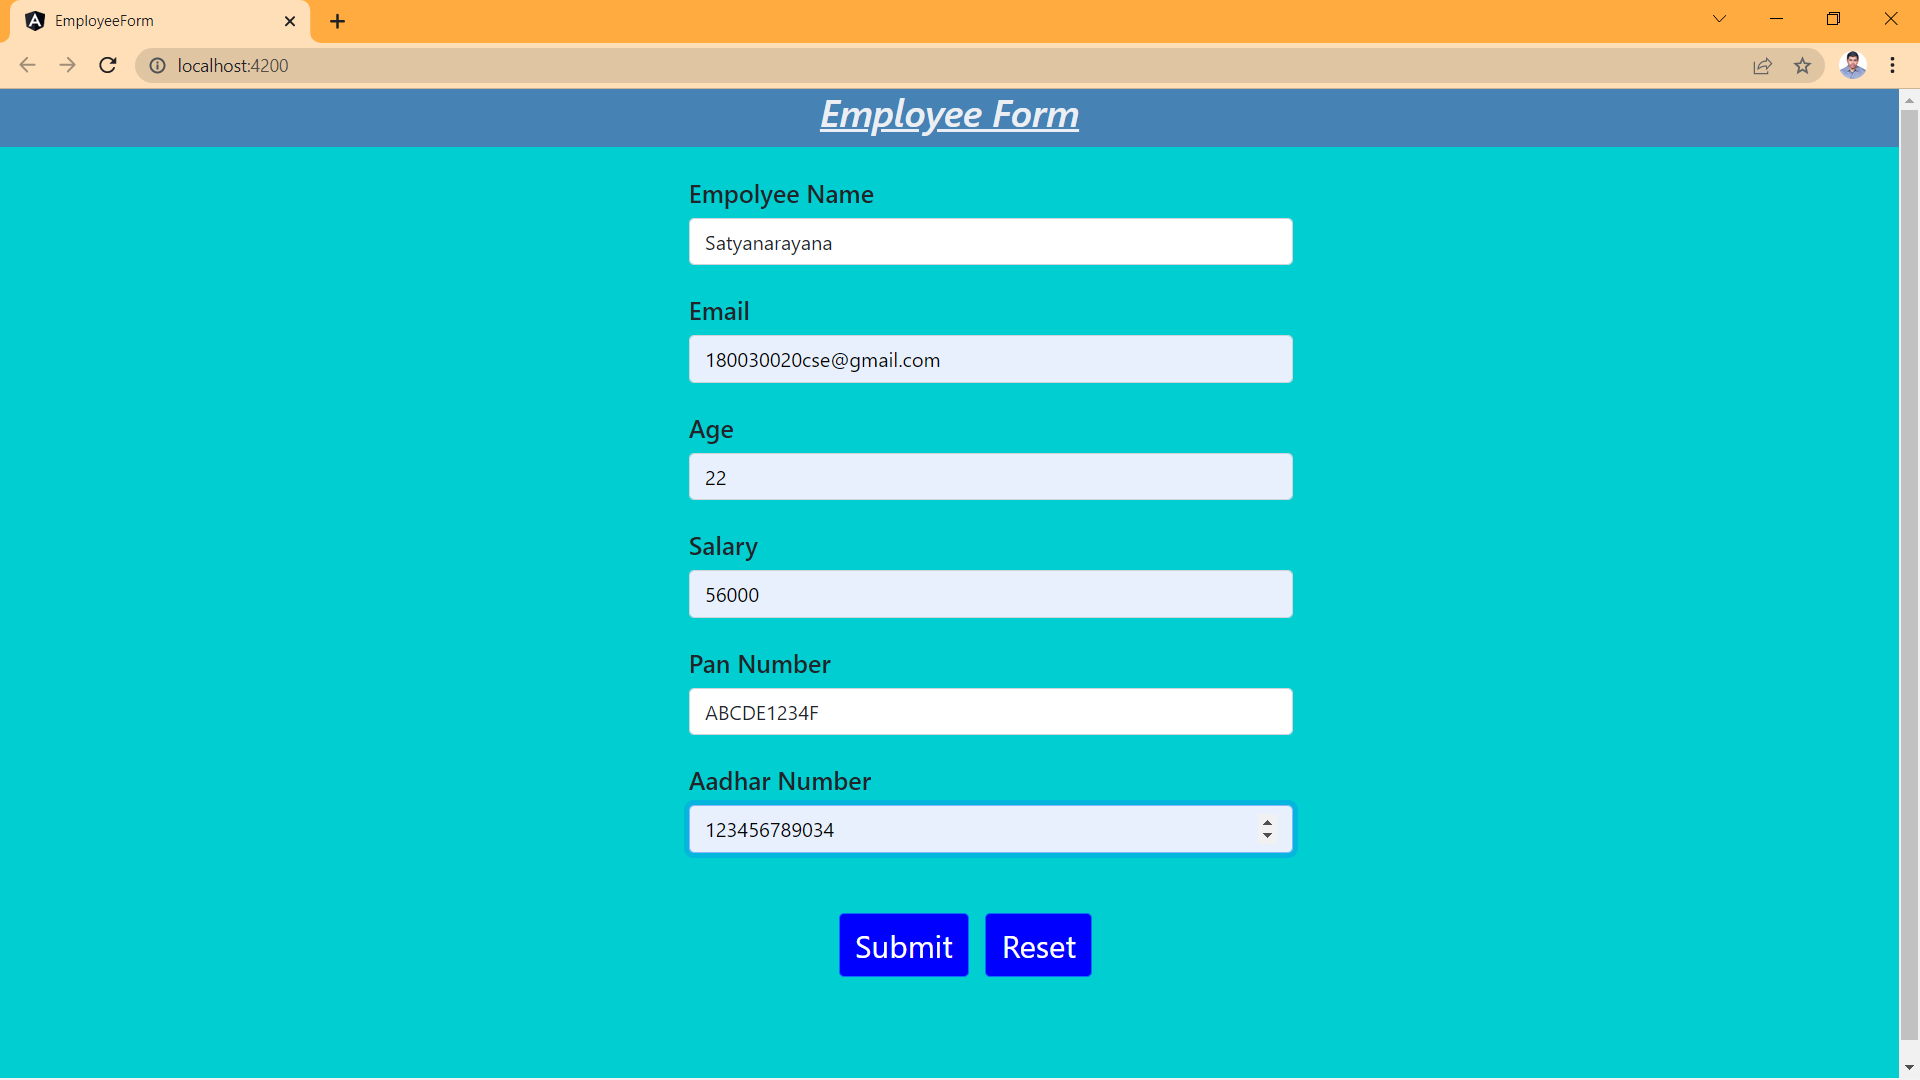 EmployeeForm
localhost:4200
Employee Form
Empolyee Name
Satyanarayana
Email
180030020cse@gmail.com
Age
22
Salary
56000
Pan Number
ABCDE1234F
Aadhar Number
123456789034
Submit Reset